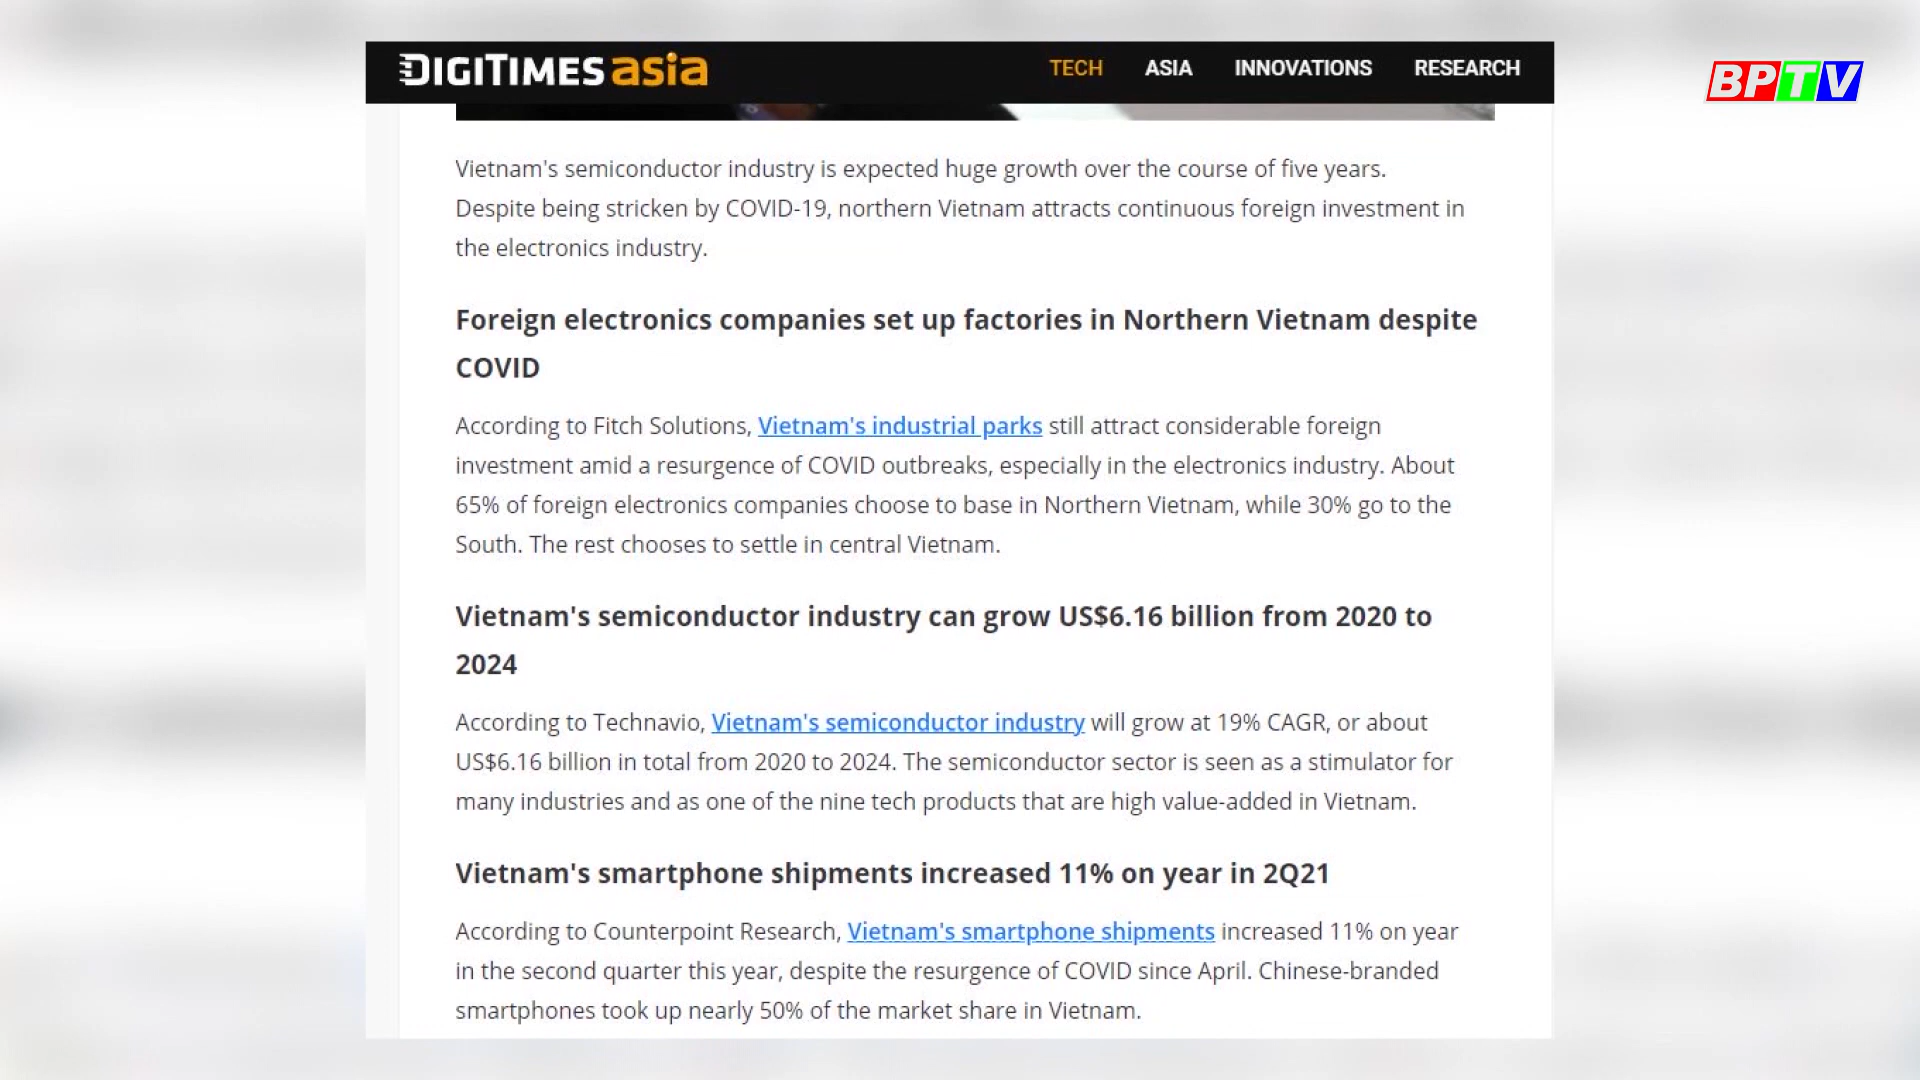 DIGITIMES asia
TECH ASIA INNOVATIONS RESEARCH
BPTV
Vietnam's semiconductor industry is expected huge growth over the course of five years.
Despite being stricken by COVID-19, northern Vietnam attracts continuous foreign investment in
the electronics industry.
Foreign electronics companies set up factories in Northern Vietnam despite
COVID
According to Fitch Solutions, Vietnam's industrial parks still attract considerable foreign
investment amid a resurgence of COVID outbreaks, especially in the electronics industry. About
65% of foreign electronics companies choose to base in Northern Vietnam, while 30% go to the
South. The rest chooses to settle in central Vietnam.
Vietnam's semiconductor industry can grow US$6.16 billion from 2020 to
2024
According to Technavio, Vietnam's semiconductor industry will grow at 19% CAGR, or about
US$6.16 billion in total from 2020 to 2024. The semiconductor sector is seen as a stimulator for
many industries and as one of the nine tech products that are high value-added in Vietnam.
Vietnam's smartphone shipments increased 11% on year in 2Q21
According to Counterpoint Research, Vietnam's smartphone shipments increased 11% on year
in the second quarter this year, despite the resurgence of COVID since April. Chinese-branded
smartphones took up nearly 50% of the market share in Vietnam.